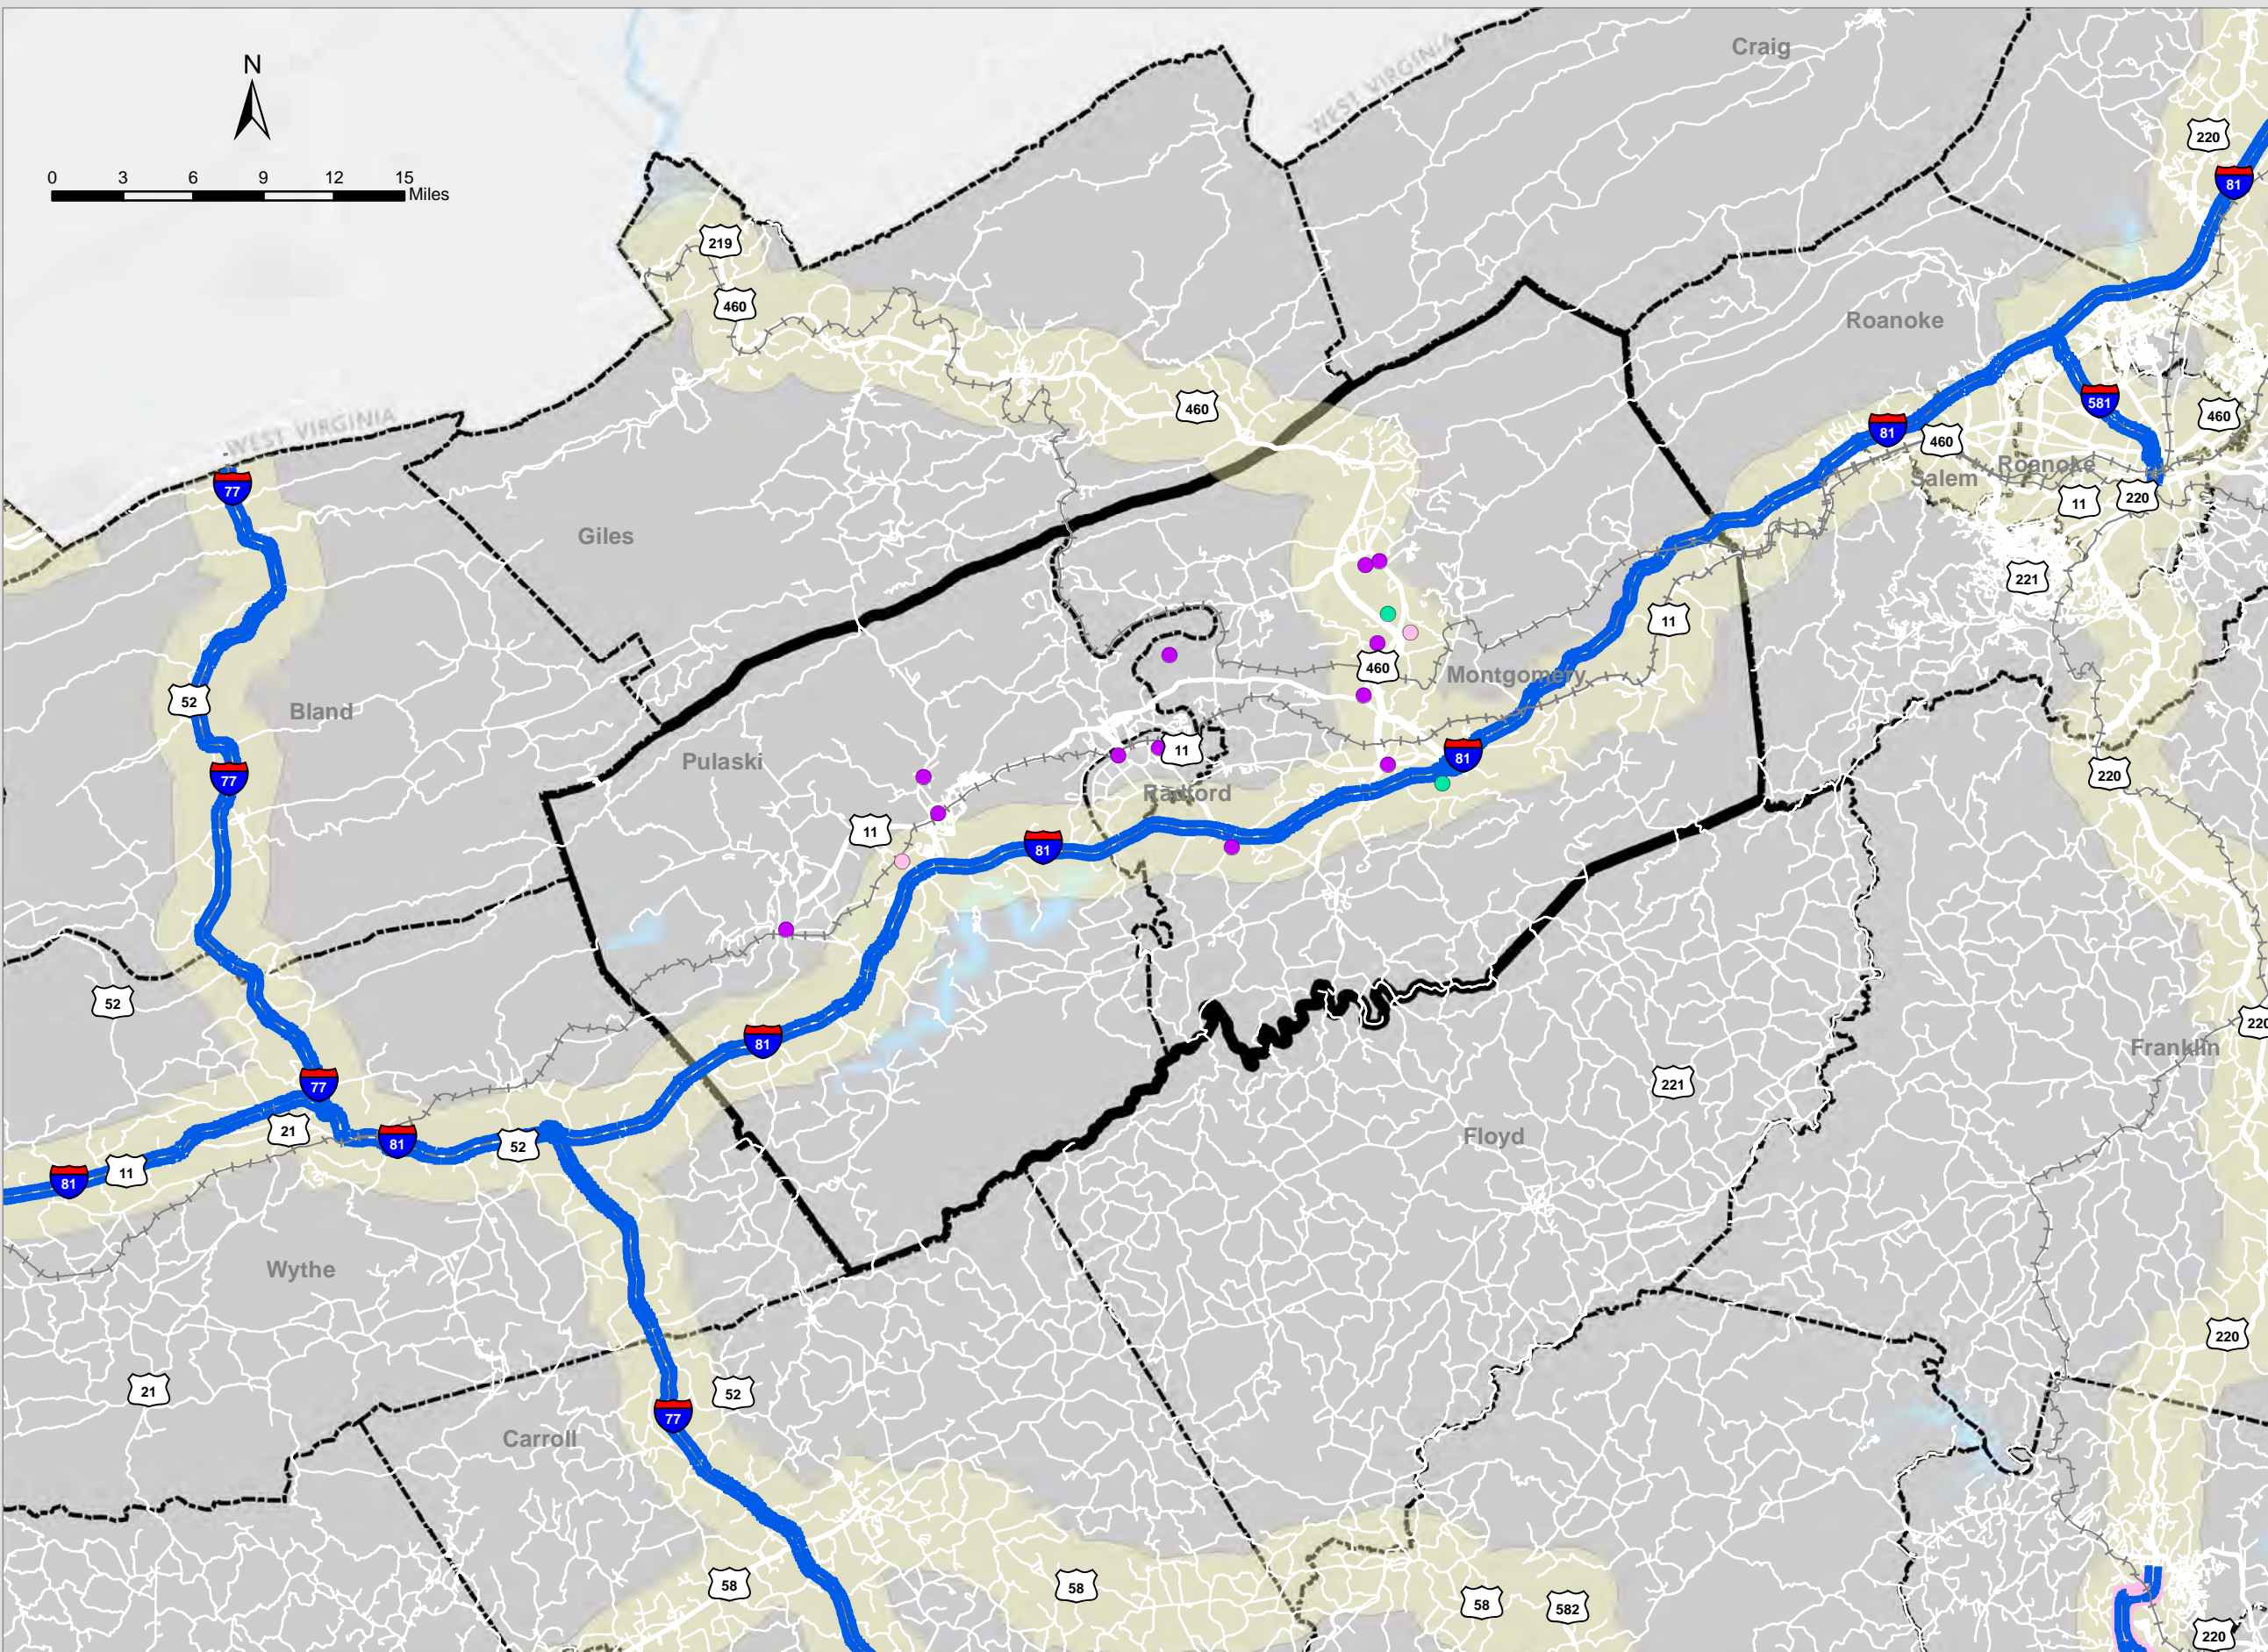 Craig
N
WEST VIRGINIA
220
81
0 3 6 9 12 15
Miles
219
460
Roanoke
460
581
460
81
460
WEST VIRGINIA
Roanoke
Salem
77
220
11
Giles
221
11
460
Montgomery
52
Bland
11
81
Pulaski
77
220
Radford
11
81
52
220
81
Franklin
77
221
21
Floyd
81
52
11
81
Wythe
220
21
52
77
Carroll
58
58
58
582
220